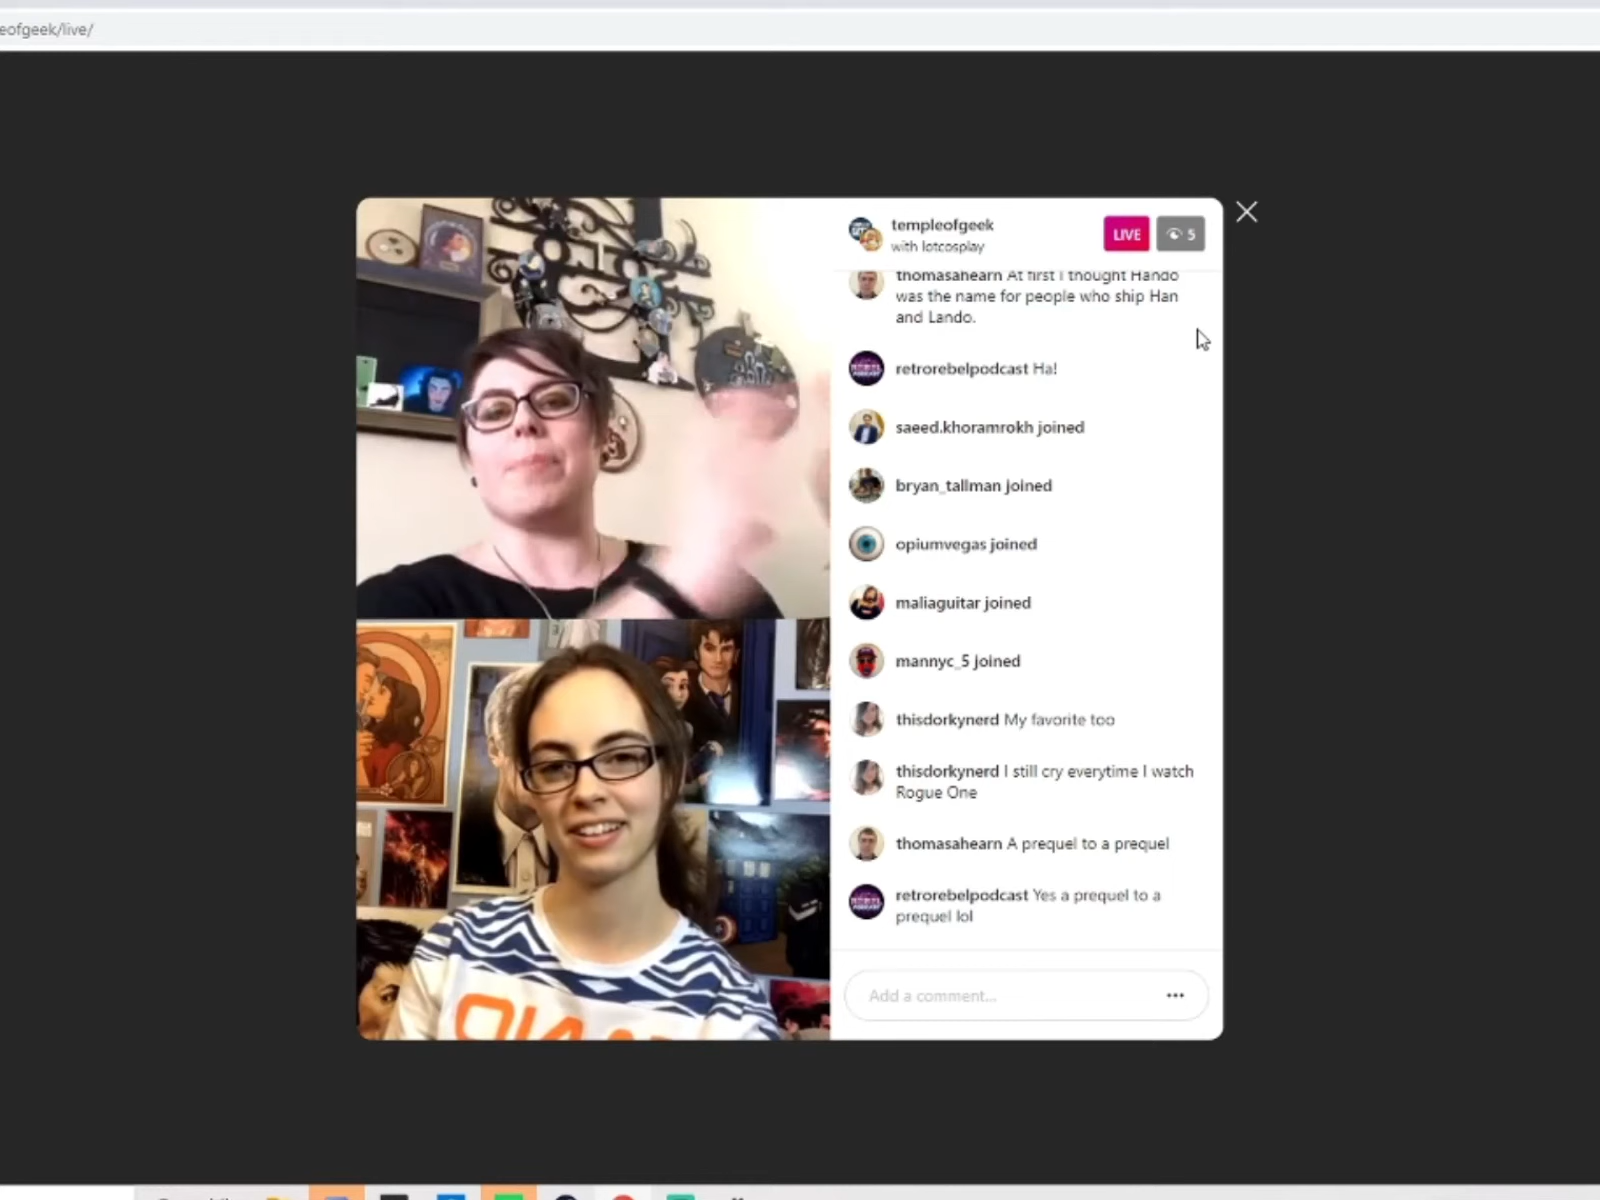 eofgeek/live/
templeofgeek
with lotcosplay
LIVE
5
thomasahearn At first I thought Hando
was the name for people who ship Han
and Lando.
retrorebelpodcast Ha!
saeed.khoramrokh joined
bryan_tallman joined
opiumvegas joined
maliaguitar joined
mannyc_5 joined
thisdorkynerd My favorite too
thisdorkynerd I still cry everytime I watch
Rogue One
thomasahearn A prequel to a prequel
retrorebelpodcast Yes a prequel to a
prequel lol
Add a comment...